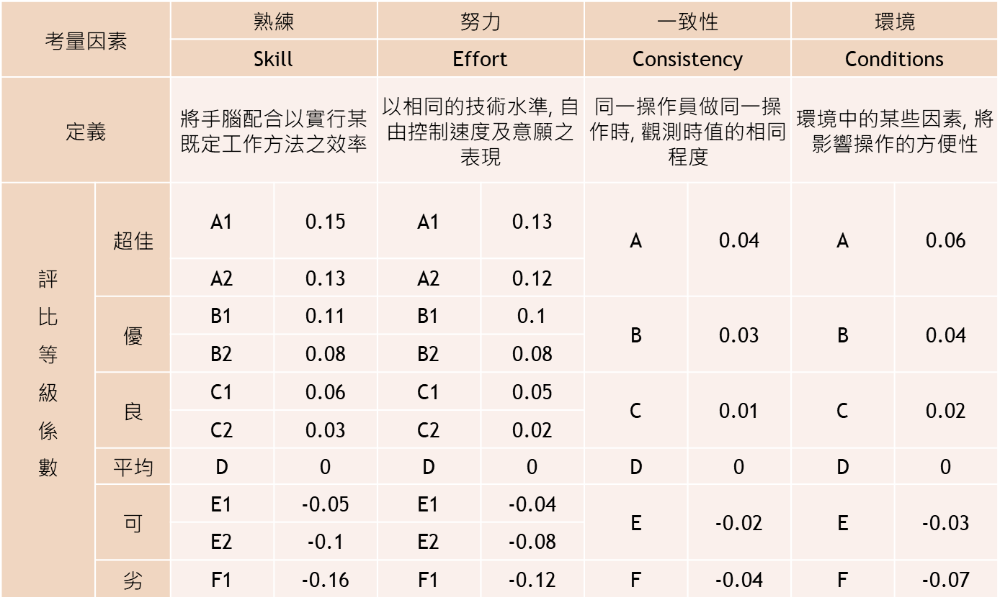 考量因素
熟練
努力
一致性
環境
Skill
Effort
Consistency
Conditions
定義
將手腦配合以實行某
既定工作方法之效率
以相同的技術水準, 自
由控制速度及意願之
表現
同一操作員做同一操
作時, 觀測時值的相同
程度
環境中的某些因素, 將
影響操作的方便性
評
比
等
級
係
數
超佳
A1 0.15 A1 0.13 A 0.04 A 0.06
A2 0.13 A2 0.12
優
B1 0.11 B1 0.1 B 0.03 B 0.04
B2 0.08 B2 0.08
良
C1 0.06 C1 0.05 C 0.01 C 0.02
C2 0.03 C2 0.02
平均 D 0 D 0 D 0 D 0
可
E1 -0.05 E1 -0.04 E -0.02 E -0.03
E2 -0.1 E2 -0.08
劣 F1 -0.16 F1 -0.12 F -0.04 F -0.07